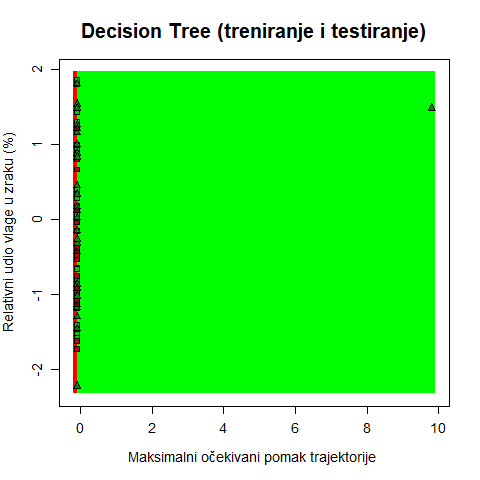 Decision Tree (treniranje i testiranje)
Relativni udio vlage u zraku (%)
2
1
0
-1
-2
0 2 4 6 8 10
Maksimalni očekivani pomak trajektorije